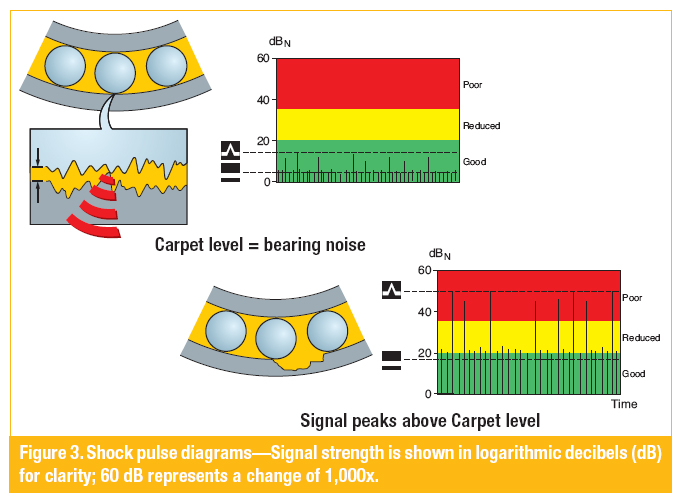 dBN
60
40
20
0
Poor
Reduced
Good
Carpet level = bearing noise
dBN
60
40
20
0
Poor
Reduced
Good
Time
Signal peaks above Carpet level
Figure 3. Shock pulse diagrams—Signal strength is shown in logarithmic decibels (dB)
for clarity; 60 dB represents a change of 1,000x.